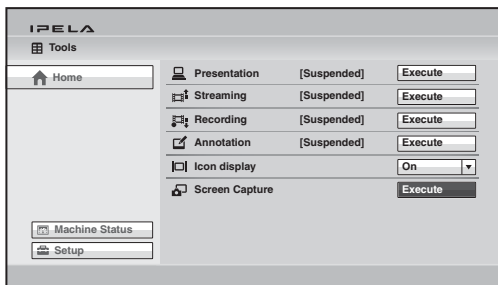 IPELA
Tools
Home
Presentation [Suspended] Execute
Streaming [Suspended] Execute
Recording [Suspended] Execute
Annotation [Suspended] Execute
Icon display On
Screen Capture Execute
Machine Status
Setup